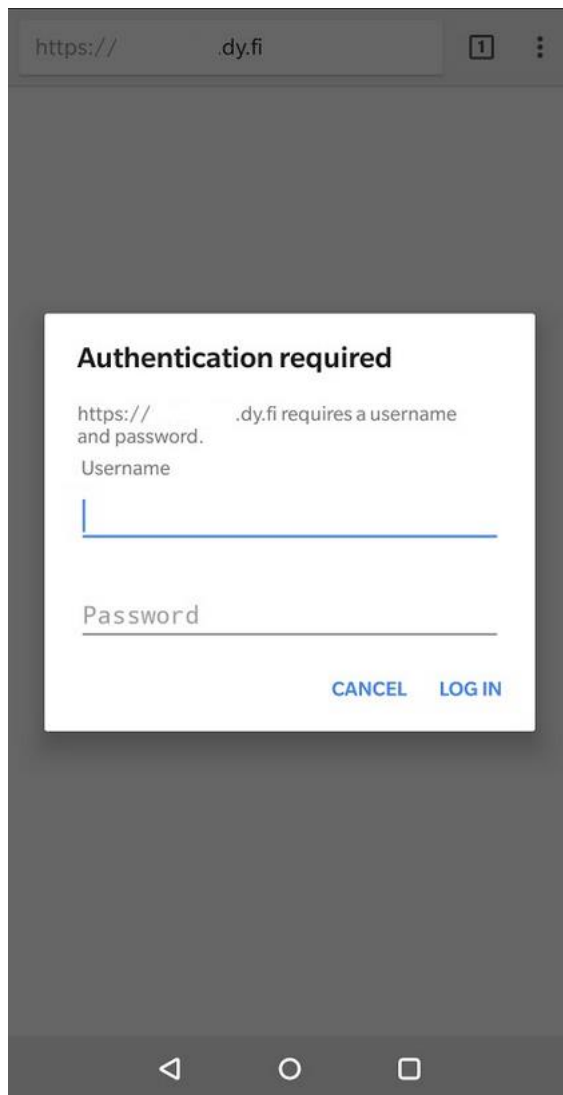 https:// .dy.fi 1
Authentication required
https:// .dy.fi requires a username
and password.
Username
Password
CANCEL LOG IN